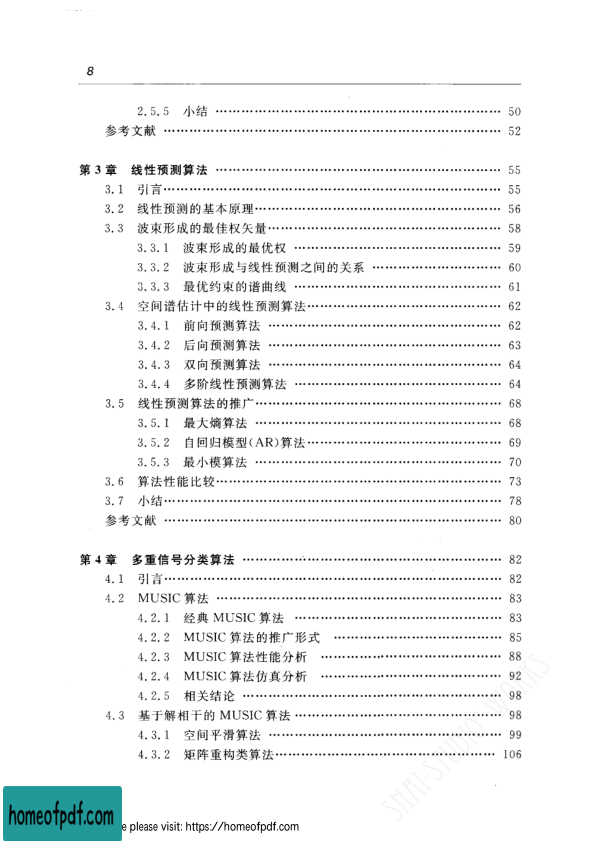 8
2.5.5 小结 …… 50
参考文献 …… 52
第3章 线性预测算法 …… 55
3.1 引言 …… 55
3.2 线性预测的基本原理 …… 56
3.3 波束形成的最佳权矢量 …… 58
3.3.1 波束形成的最优权 …… 59
3.3.2 波束形成与线性预测之间的关系 …… 60
3.3.3 最优约束的谱曲线 …… 61
3.4 空间谱估计中的线性预测算法 …… 62
3.4.1 前向预测算法 …… 62
3.4.2 后向预测算法 …… 63
3.4.3 双向预测算法 …… 64
3.4.4 多阶线性预测算法 …… 64
3.5 线性预测算法的推广 …… 68
3.5.1 最大熵算法 …… 68
3.5.2 自回归模型(AR)算法 …… 69
3.5.3 最小模算法 …… 70
3.6 算法性能比较 …… 73
3.7 小结 …… 78
参考文献 …… 80
第4章 多重信号分类算法 …… 82
4.1 引言 …… 82
4.2 MUSIC 算法 …… 83
4.2.1 经典 MUSIC 算法 …… 83
4.2.2 MUSIC 算法的推广形式 …… 85
4.2.3 MUSIC 算法性能分析 …… 88
4.2.4 MUSIC 算法仿真分析 …… 92
4.2.5 相关结论 …… 98
4.3 基于解相干的 MUSIC 算法 …… 98
4.3.1 空间平滑算法 …… 99
4.3.2 矩阵重构类算法 …… 106
homeofpdf.com
e please visit: https://homeofpdf.com